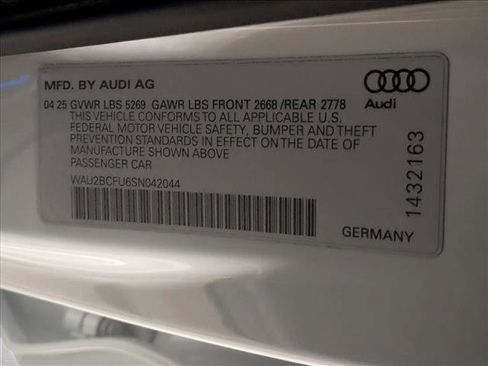 MFD. BY AUDI AG
04 25 GVWR LBS 5269 GAWR LBS FRONT 2668 /REAR 2778
THIS VEHICLE CONFORMS TO ALL APPLICABLE U.S.
FEDERAL MOTOR VEHICLE SAFETY, BUMPER AND THEFT
PREVENTION STANDARDS IN EFFECT ON THE DATE OF
MANUFACTURE SHOWN ABOVE
PASSENGER CAR
WAU2BCFU6SN042044
Audi
1432163
GERMANY